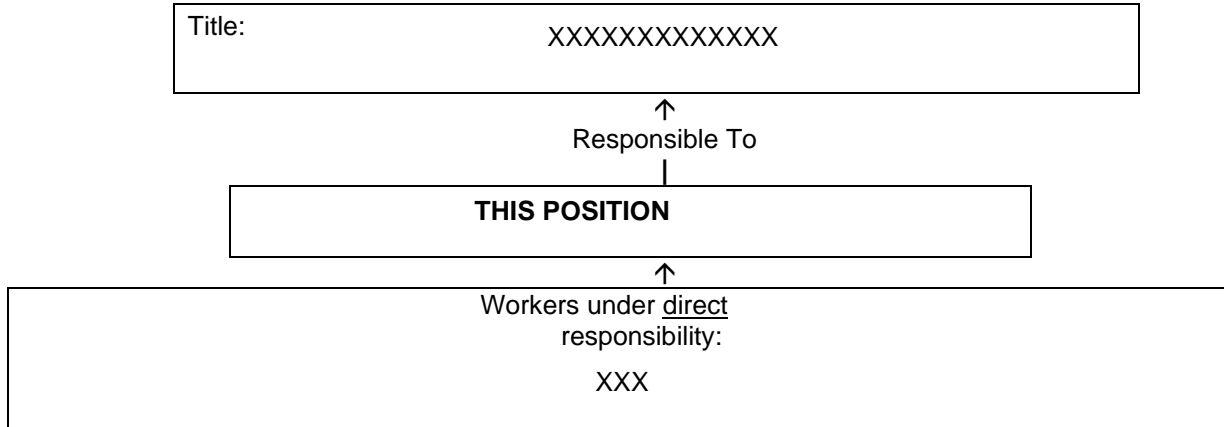 Title:
XXXXXXXXXXXXX
↑
Responsible To
THIS POSITION
↑
Workers under direct
responsibility:
XXX